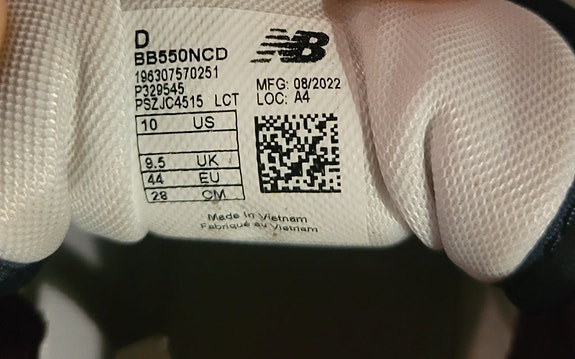 D
BB550NCD
NB
196307570251
P329545
PSZJC4515 LCT
MFG: 08/2022
LOC: A4
10 US
9.5 UK
44 EU
28 CM
Made in Vietnam
Fabriqué au Vietnam